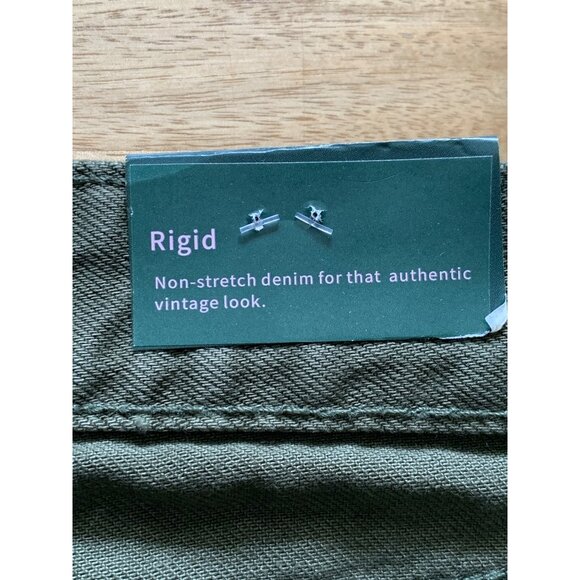 Rigid
Non-stretch denim for that authentic
vintage look.